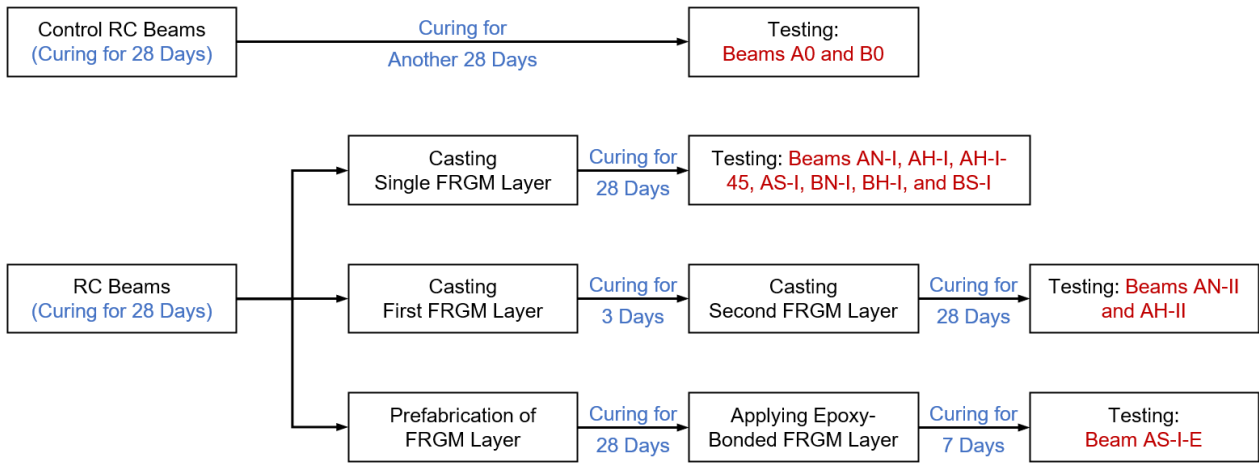 Control RC Beams
(Curing for 28 Days)
Curing for
Another 28 Days
Testing:
Beams A0 and B0
Casting
Single FRGM Layer
Curing for
28 Days
Testing: Beams AN-I, AH-I, AH-I-
45, AS-I, BN-I, BH-I, and BS-I
RC Beams
(Curing for 28 Days)
Casting
First FRGM Layer
Curing for
3 Days
Casting
Second FRGM Layer
Curing for
28 Days
Testing: Beams AN-II
and AH-II
Prefabrication of
FRGM Layer
Curing for
28 Days
Applying Epoxy-
Bonded FRGM Layer
Curing for
7 Days
Testing:
Beam AS-I-E